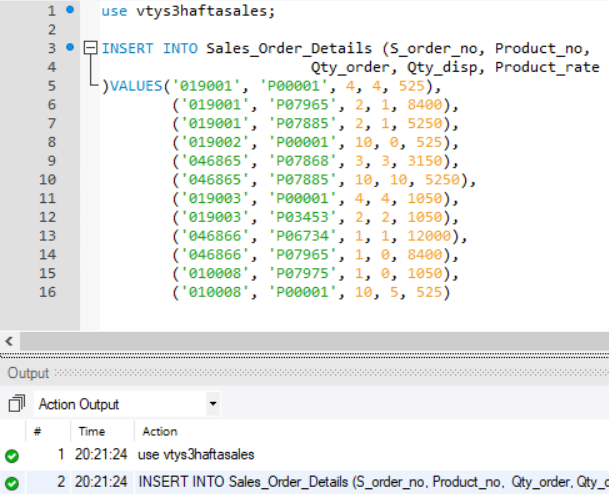 1 use vtys3haftasales;
2
3 INSERT INTO Sales_Order_Details (S_order_no, Product_no,
4 Qty_order, Qty_disp, Product_rate
5 )VALUES('019001', 'P00001', 4, 4, 525),
6 ('019001', 'P07965', 2, 1, 8400),
7 ('019001', 'P07885', 2, 1, 5250),
8 ('019002', 'P00001', 10, 0, 525),
9 ('046865', 'P07868', 3, 3, 3150),
10 ('046865', 'P07885', 10, 10, 5250),
11 ('019003', 'P00001', 4, 4, 1050),
12 ('019003', 'P03453', 2, 2, 1050),
13 ('046866', 'P06734', 1, 1, 12000),
14 ('046866', 'P07965', 1, 0, 8400),
15 ('010008', 'P07975', 1, 0, 1050),
16 ('010008', 'P00001', 10, 5, 525)
Output
Action Output
# Time Action
1 20:21:24 use vtys3haftasales
2 20:21:24 INSERT INTO Sales_Order_Details (S_order_no, Product_no, Qty_order, Qty_d